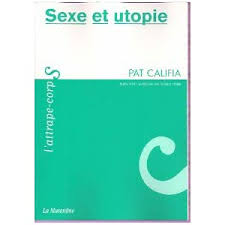 Sexe et utopie
PAT CALIFIA
l'attrape-corpS
La Musardine